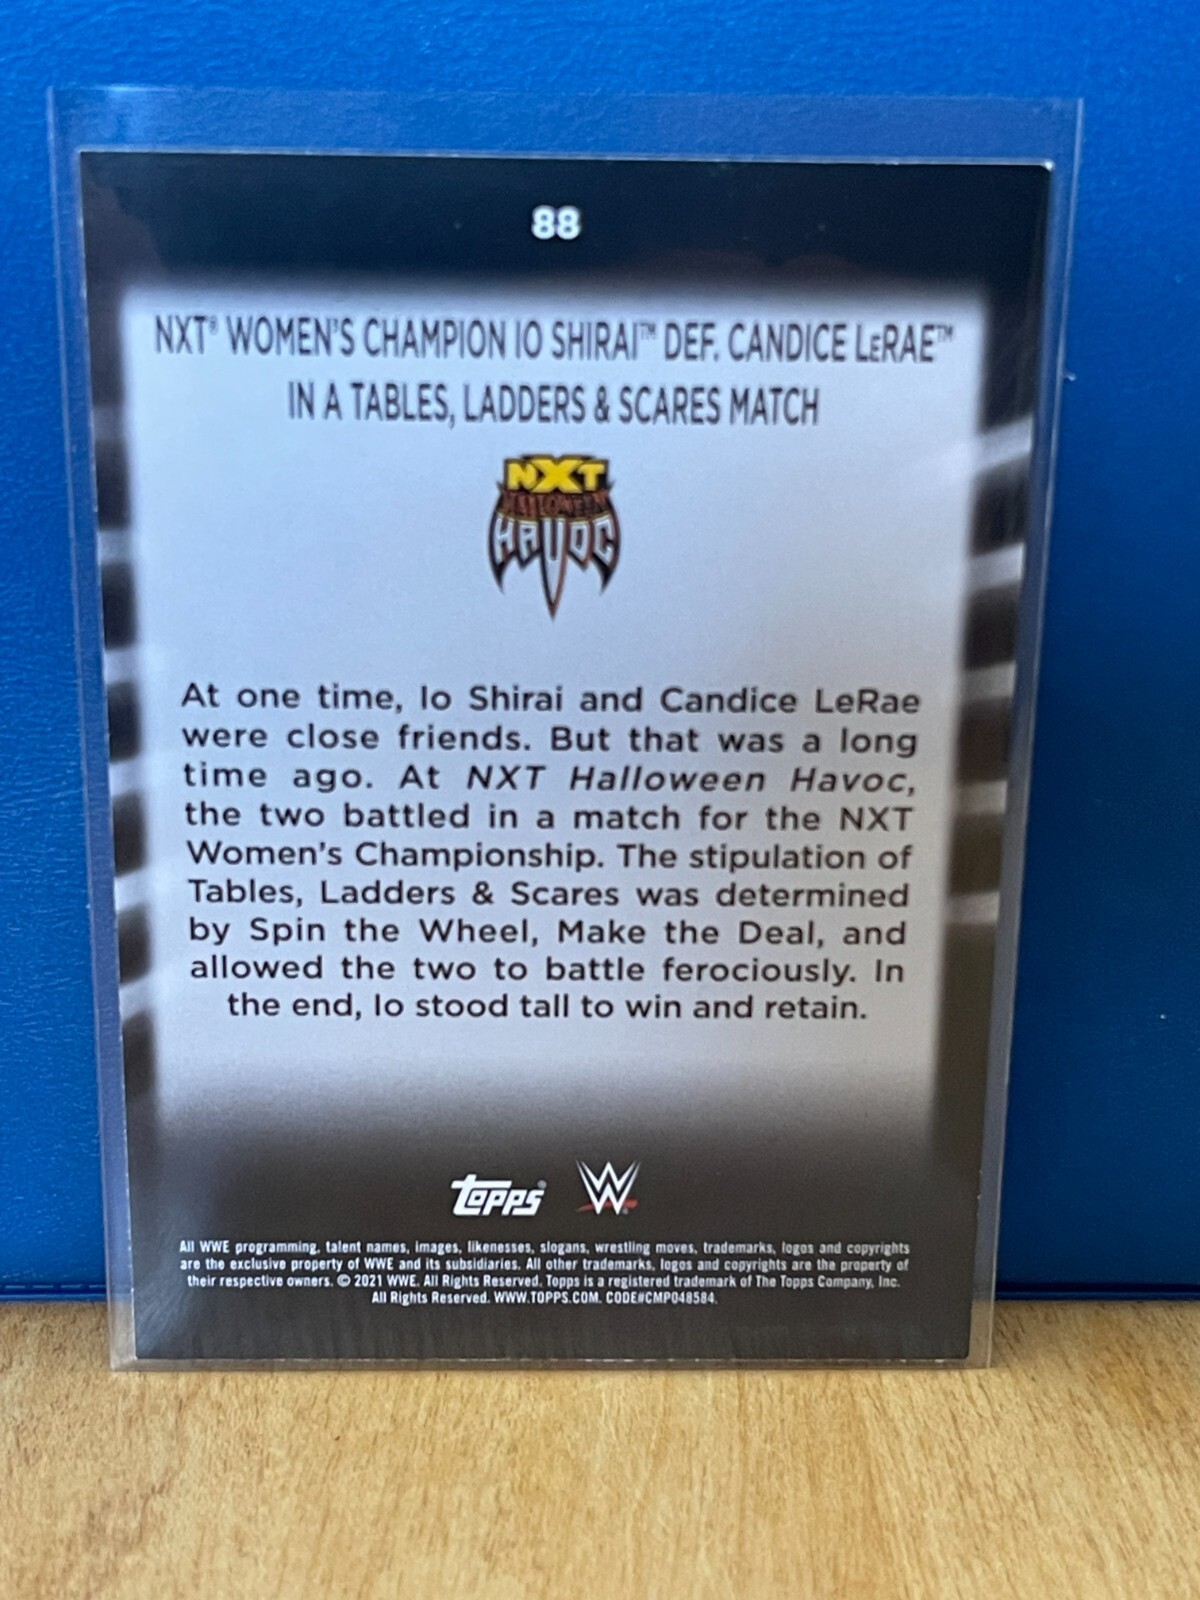 88
NXT® WOMEN'S CHAMPION IO SHIRAI™ DEF. CANDICE LeRAE™
IN A TABLES, LADDERS & SCARES MATCH
NXT
HALLOWEEN
HAVOC
At one time, Io Shirai and Candice LeRae
were close friends. But that was a long
time ago. At NXT Halloween Havoc,
the two battled in a match for the NXT
Women's Championship. The stipulation of
Tables, Ladders & Scares was determined
by Spin the Wheel, Make the Deal, and
allowed the two to battle ferociously. In
the end, Io stood tall to win and retain.
topps® W®
All WWE programming, talent names, images, likenesses, slogans, wrestling moves, trademarks, logos and copyrights
are the exclusive property of WWE and its subsidiaries. All other trademarks, logos and copyrights are the property of
their respective owners. © 2021 WWE. All Rights Reserved. Topps is a registered trademark of The Topps Company, Inc.
All Rights Reserved. WWW.TOPPS.COM. CODE#CMP048584.